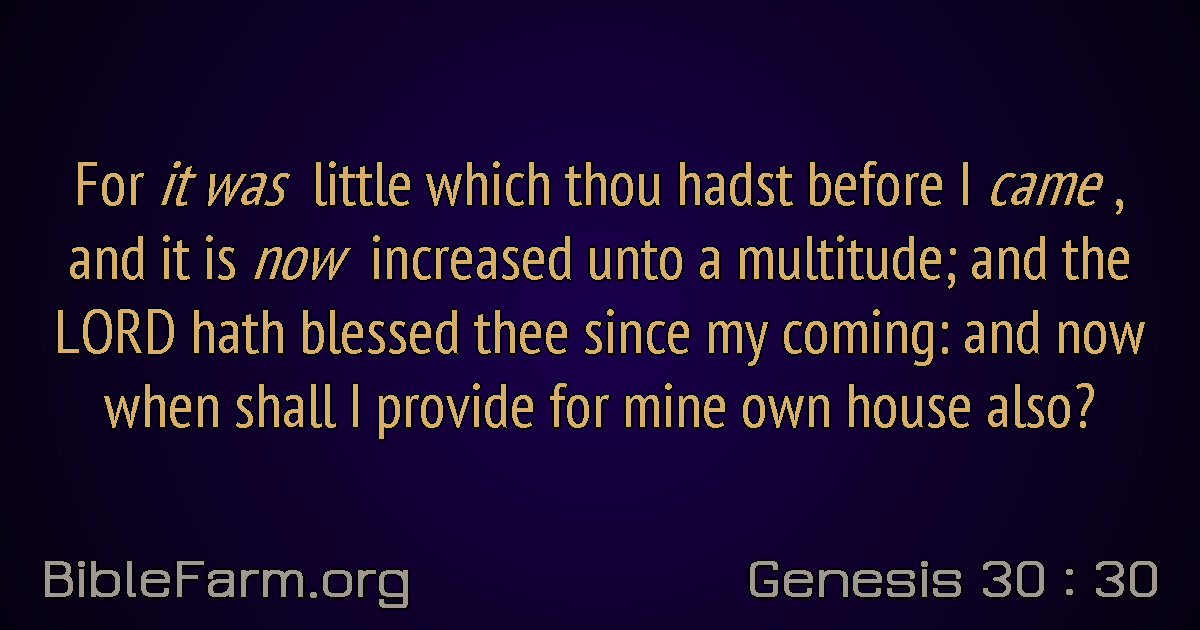 For it was little which thou hadst before I came ,
and it is now increased unto a multitude; and the
LORD hath blessed thee since my coming: and now
when shall I provide for mine own house also?
BibleFarm.org
Genesis 30 : 30